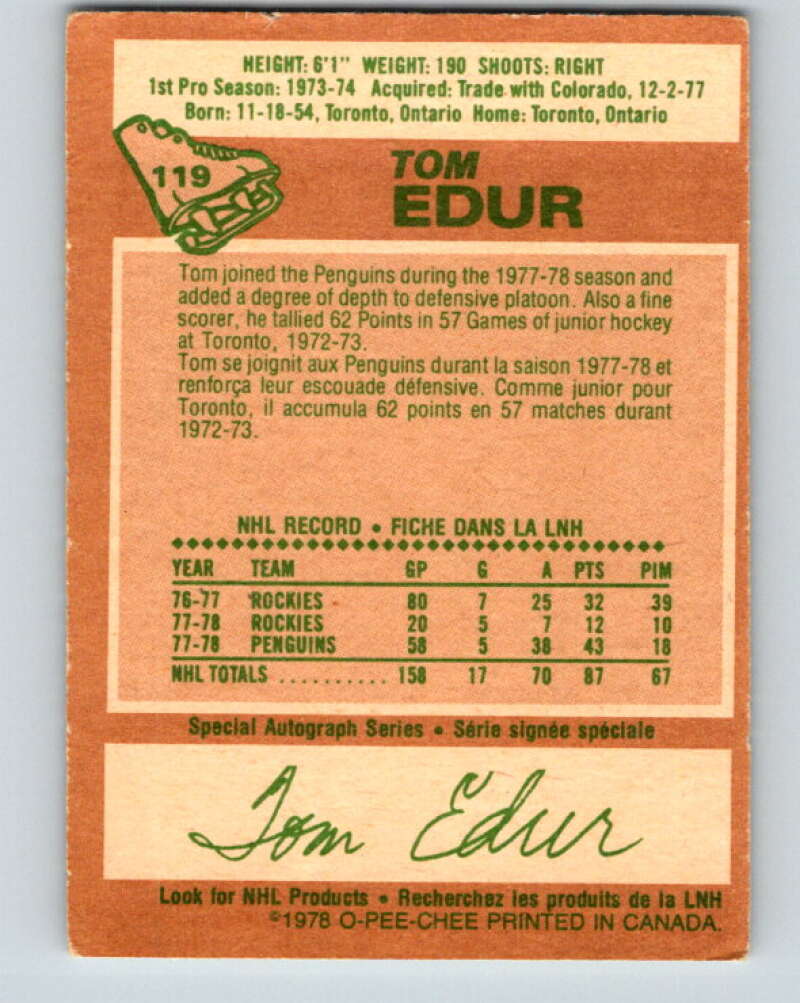 HEIGHT: 6'1" WEIGHT: 190 SHOOTS: RIGHT
1st Pro Season: 1973-74 Acquired: Trade with Colorado, 12-2-77
Born: 11-18-54, Toronto, Ontario Home: Toronto, Ontario
119
TOM
EDUR
Tom joined the Penguins during the 1977-78 season and
added a degree of depth to defensive platoon. Also a fine
scorer, he tallied 62 Points in 57 Games of junior hockey
at Toronto, 1972-73.
Tom se joignit aux Penguins durant la saison 1977-78 et
renforça leur escouade défensive. Comme junior pour
Toronto, il accumula 62 points en 57 matches durant
1972-73.
NHL RECORD • FICHE DANS LA LNH
YEAR TEAM GP G A PTS PIM
76-77 ROCKIES 80 7 25 32 39
77-78 ROCKIES 20 5 7 12 10
77-78 PENGUINS 58 5 38 43 18
NHL TOTALS .......... 158 17 70 87 67
Special Autograph Series • Série signée spéciale
Tom Edur
Look for NHL Products • Recherchez les produits de la LNH
©1978 O-PEE-CHEE PRINTED IN CANADA.